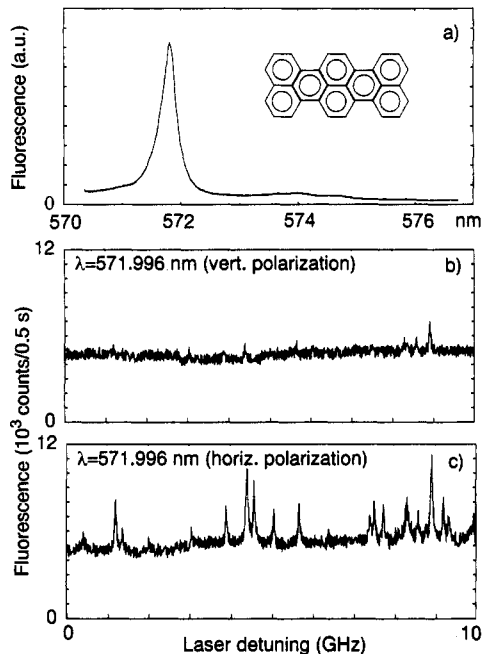 a)
Fluorescence (a.u.)
0
570
572
574
576
nm
12
λ=571.996 nm (vert. polarization)
b)
0
12
λ=571.996 nm (horiz. polarization)
c)
Fluorescence (10³ counts/0.5 s)
0
0
10
Laser detuning (GHz)